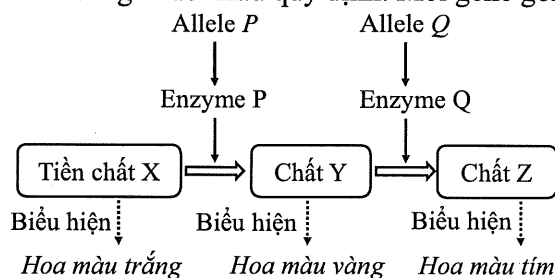 Allele P Allele Q
Enzyme P Enzyme Q
Tiền chất X Chất Y Chất Z
Biểu hiện Biểu hiện Biểu hiện
Hoa màu trắng Hoa màu vàng Hoa màu tím